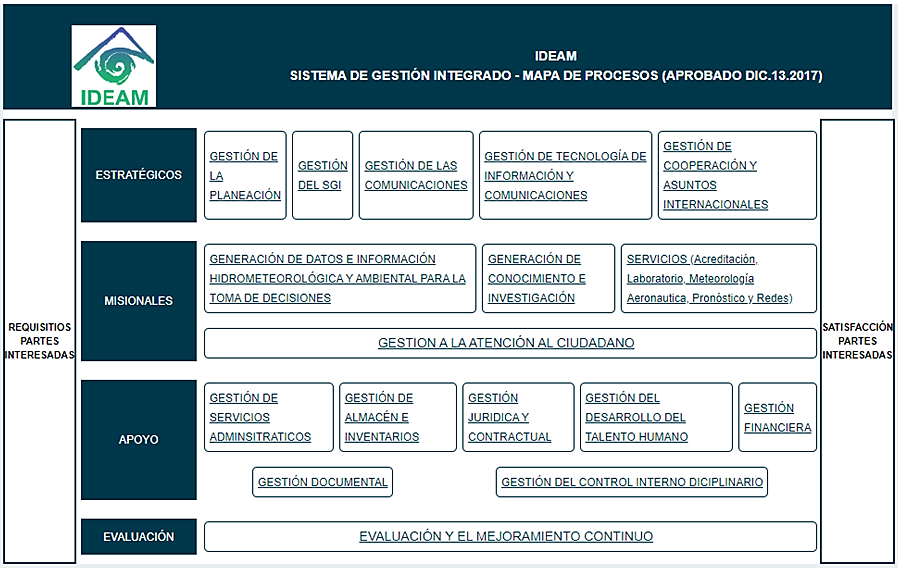 IDEAM
IDEAM
SISTEMA DE GESTIÓN INTEGRADO - MAPA DE PROCESOS (APROBADO DIC.13.2017)
REQUISITIOS
PARTES
INTERESADAS
ESTRATÉGICOS
GESTIÓN DE
LA
PLANEACIÓN
GESTIÓN
DEL SGI
GESTIÓN DE LAS
COMUNICACIONES
GESTIÓN DE TECNOLOGÍA DE
INFORMACIÓN Y
COMUNICACIONES
GESTIÓN DE
COOPERACIÓN Y
ASUNTOS
INTERNACIONALES
MISIONALES
GENERACIÓN DE DATOS E INFORMACIÓN
HIDROMETEOROLÓGICA Y AMBIENTAL PARA LA
TOMA DE DECISIONES
GENERACIÓN DE
CONOCIMIENTO E
INVESTIGACIÓN
SERVICIOS (Acreditación,
Laboratorio, Meteorología
Aeronautica, Pronóstico y Redes)
GESTION A LA ATENCIÓN AL CIUDADANO
APOYO
GESTIÓN DE
SERVICIOS
ADMINSITRATICOS
GESTIÓN DE
ALMACÉN E
INVENTARIOS
GESTIÓN
JURIDICA Y
CONTRACTUAL
GESTIÓN DEL
DESARROLLO DEL
TALENTO HUMANO
GESTIÓN
FINANCIERA
GESTIÓN DOCUMENTAL
GESTIÓN DEL CONTROL INTERNO DICIPLINARIO
EVALUACIÓN
EVALUACIÓN Y EL MEJORAMIENTO CONTINUO
SATISFACCIÓN
PARTES
INTERESADAS